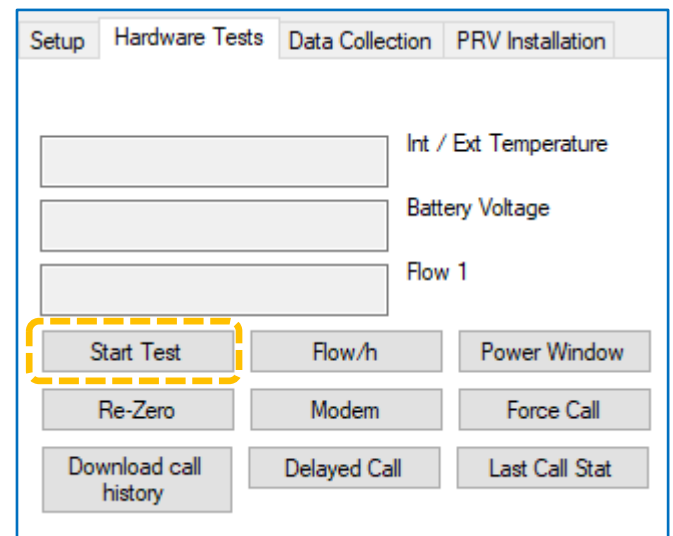 Setup Hardware Tests Data Collection PRV Installation
Int / Ext Temperature
Battery Voltage
Flow 1
Start Test Flow/h Power Window
Re-Zero Modem Force Call
Download call history Delayed Call Last Call Stat